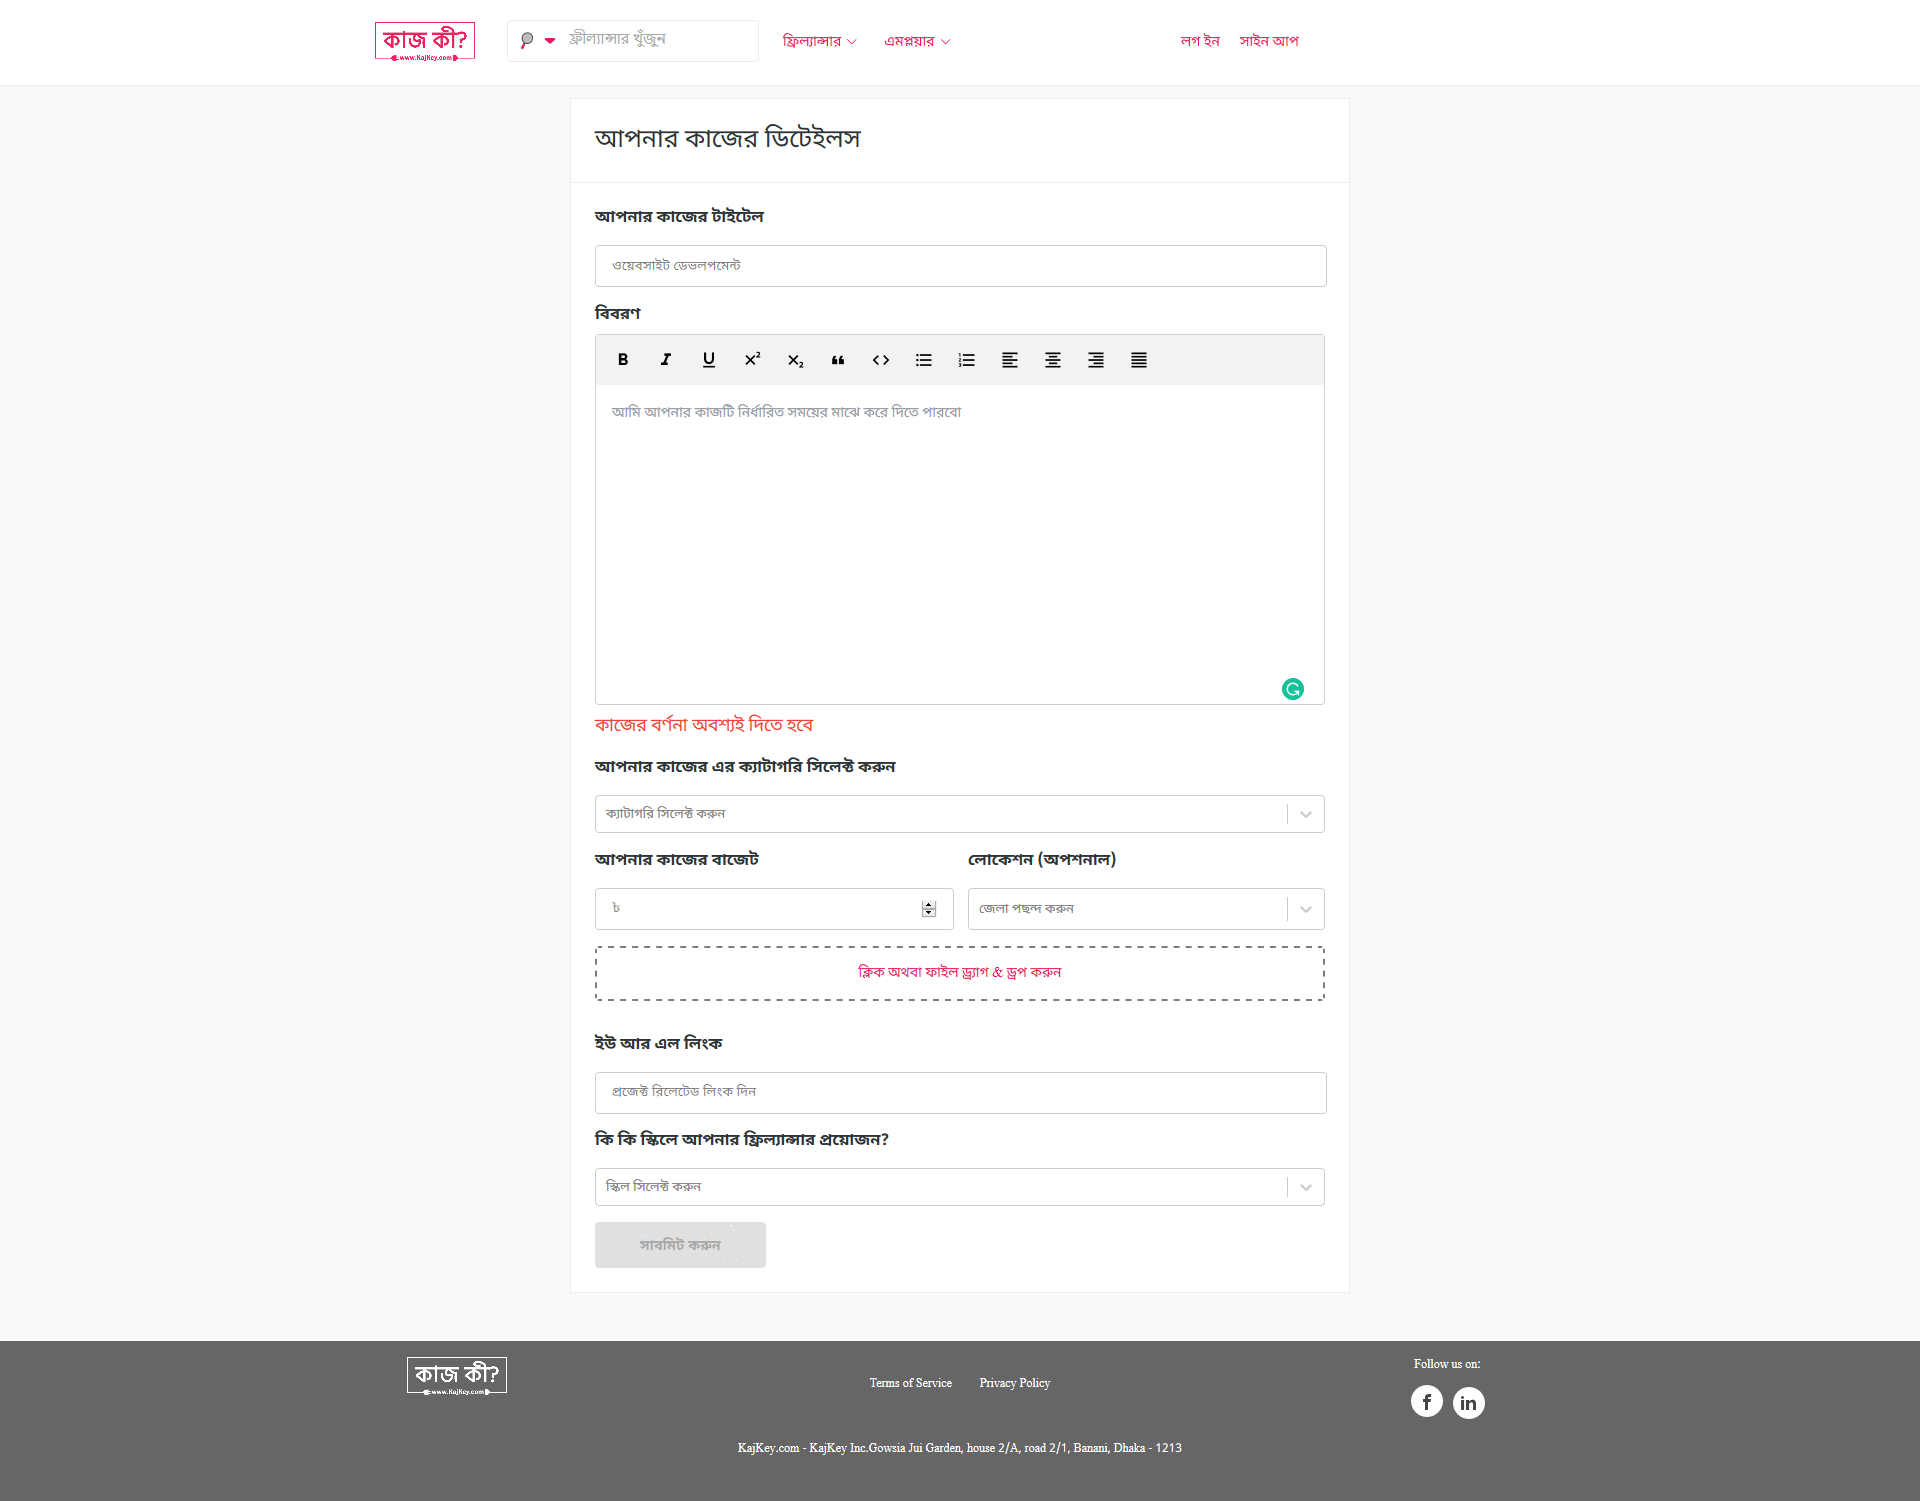 কাজ কী?
www.KajKey.com
ফ্রীল্যান্সার খুঁজুন
ফ্রিল্যান্সার
এমপ্লয়ার
লগ ইন
সাইন আপ
আপনার কাজের ডিটেইলস
আপনার কাজের টাইটেল
ওয়েবসাইট ডেভলপমেন্ট
বিবরণ
আমি আপনার কাজটি নির্ধারিত সময়ের মাঝে করে দিতে পারবো
কাজের বর্ণনা অবশ্যই দিতে হবে
আপনার কাজের এর ক্যাটাগরি সিলেক্ট করুন
ক্যাটাগরি সিলেক্ট করুন
আপনার কাজের বাজেট
লোকেশন (অপশনাল)
৳
জেলা পছন্দ করুন
ক্লিক অথবা ফাইল ড্র্যাগ & ড্রপ করুন
ইউ আর এল লিংক
প্রজেক্ট রিলেটেড লিংক দিন
কি কি স্কিলে আপনার ফ্রিল্যান্সার প্রয়োজন?
স্কিল সিলেক্ট করুন
সাবমিট করুন
কাজ কী?
www.KajKey.com
Terms of Service
Privacy Policy
Follow us on:
KajKey.com - KajKey Inc.Gowsia Jui Garden, house 2/A, road 2/1, Banani, Dhaka - 1213